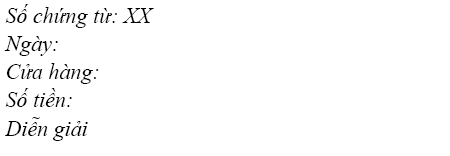 Số chứng từ: XX
Ngày:
Cửa hàng:
Số tiền:
Diễn giải